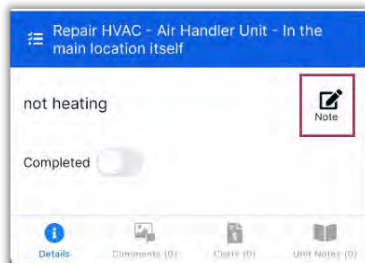 Repair HVAC - Air Handler Unit - In the
main location itself
not heating
Note
Completed
Details
Comments (0)
Costs (0)
Unit Notes (0)